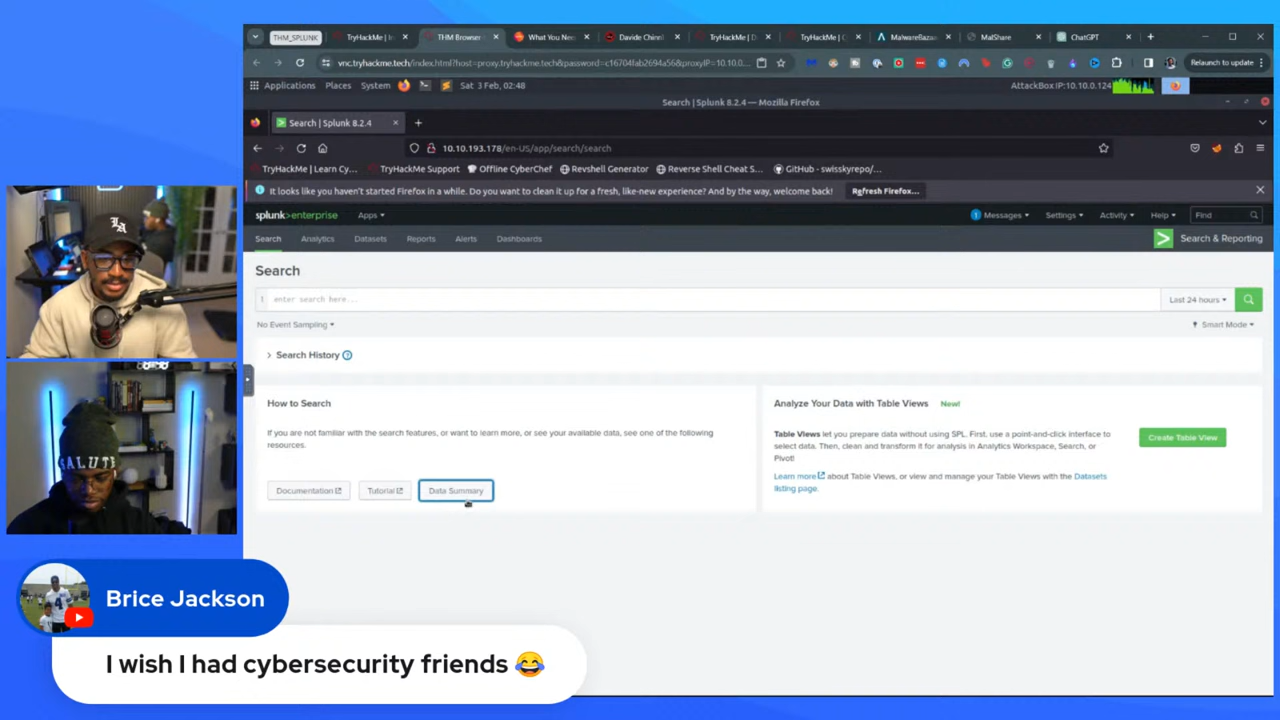 THM_SPLUNK
TryHackMe | In
THM Browser
What You Nee
Davide Chinni
TryHackMe | D
TryHackMe | C
MalwareBazaa
MalShare
ChatGPT
vnc.tryhackme.tech/index.html?host=proxy.tryhackme.tech&password=c16704fab2694a56&proxyIP=10.10.0...
Relaunch to update
Applications Places System Sat 3 Feb, 02:48 AttackBox IP:10.10.0.124
Search | Splunk 8.2.4 — Mozilla Firefox
Search | Splunk 8.2.4
10.10.193.178/en-US/app/search/search
TryHackMe | Learn Cy... TryHackMe Support Offline CyberChef Revshell Generator Reverse Shell Cheat S... GitHub - swisskyrepo/...
It looks like you haven't started Firefox in a while. Do you want to clean it up for a fresh, like-new experience? And by the way, welcome back! Refresh Firefox...
splunk>enterprise Apps 1 Messages Settings Activity Help Find
Search Analytics Datasets Reports Alerts Dashboards Search & Reporting
Search
1 enter search here... Last 24 hours
No Event Sampling Smart Mode
Search History ?
How to Search
If you are not familiar with the search features, or want to learn more, or see your available data, see one of the following
resources.
Documentation Tutorial Data Summary
Analyze Your Data with Table Views New!
Table Views let you prepare data without using SPL. First, use a point-and-click interface to
select data. Then, clean and transform it for analysis in Analytics Workspace, Search, or
Pivot!
Learn more about Table Views, or view and manage your Table Views with the Datasets
listing page.
Create Table View
LA
SALUTE
Brice Jackson
I wish I had cybersecurity friends 😂